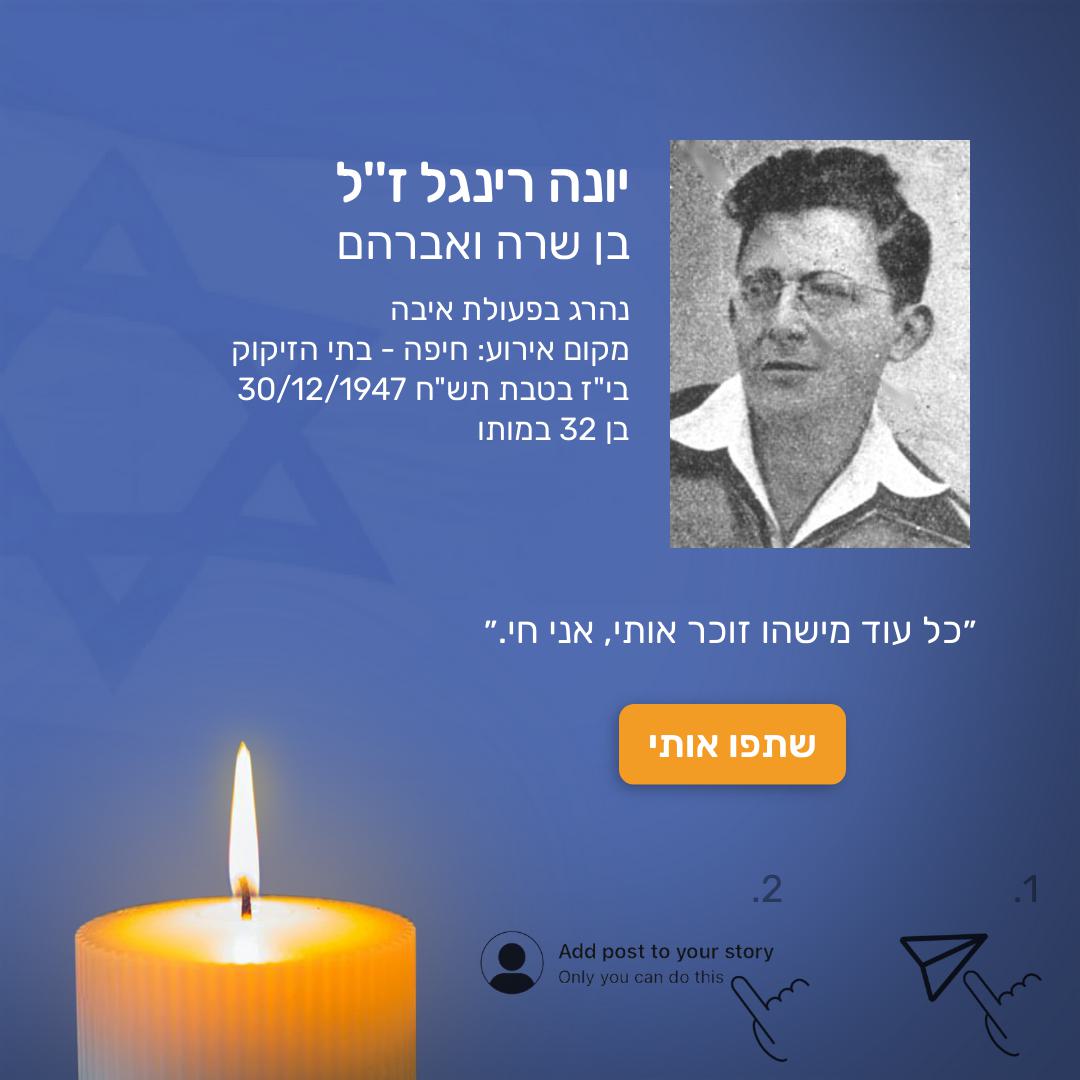 יונה רינגל ז"ל
בן שרה ואברהם
נהרג בפעולת איבה
מקום אירוע: חיפה - בתי הזיקוק
בי"ז בטבת תש"ח 30/12/1947
בן 32 במותו
״כל עוד מישהו זוכר אותי, אני חי.״
שתפו אותי
1.
2.
Add post to your story
Only you can do this